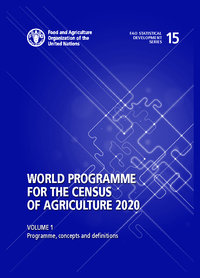 Food and Agriculture
Organization of the
United Nations
FAO STATISTICAL
DEVELOPMENT
SERIES
15
WORLD PROGRAMME
FOR THE CENSUS
OF AGRICULTURE 2020
VOLUME 1
Programme, concepts and definitions